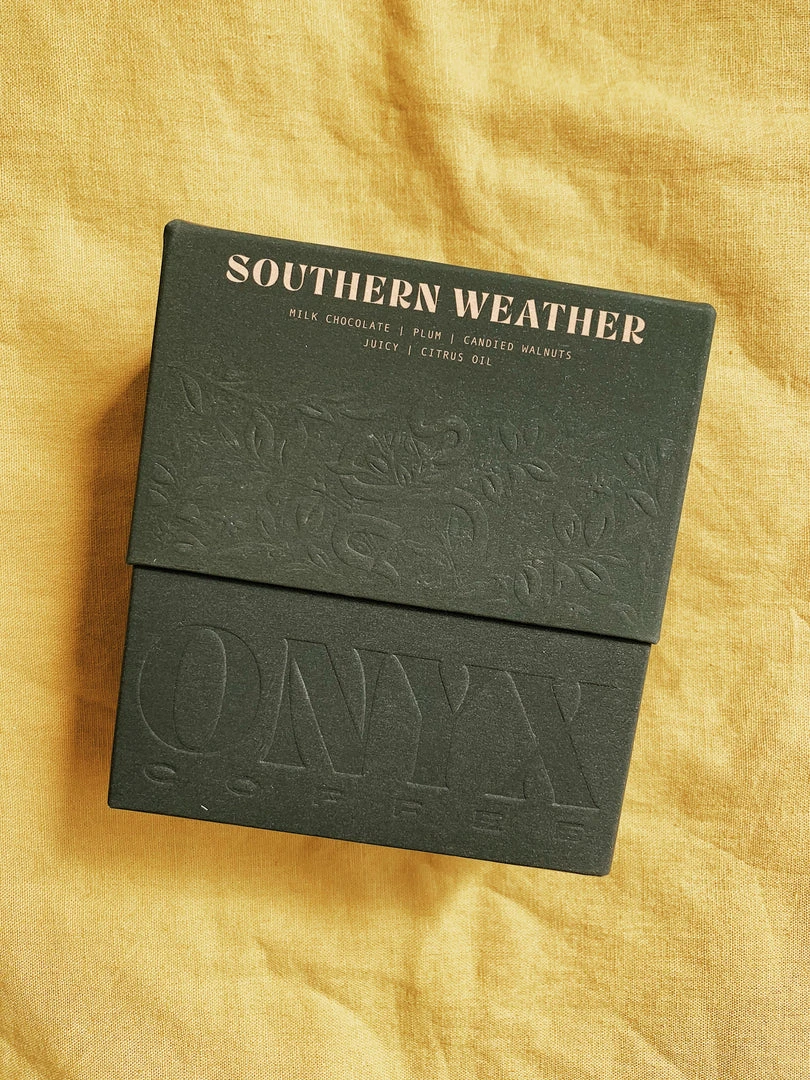 SOUTHERN WEATHER
MILK CHOCOLATE | PLUM | CANDIED WALNUTS
JUICY | CITRUS OIL
ONYX
COFFEE